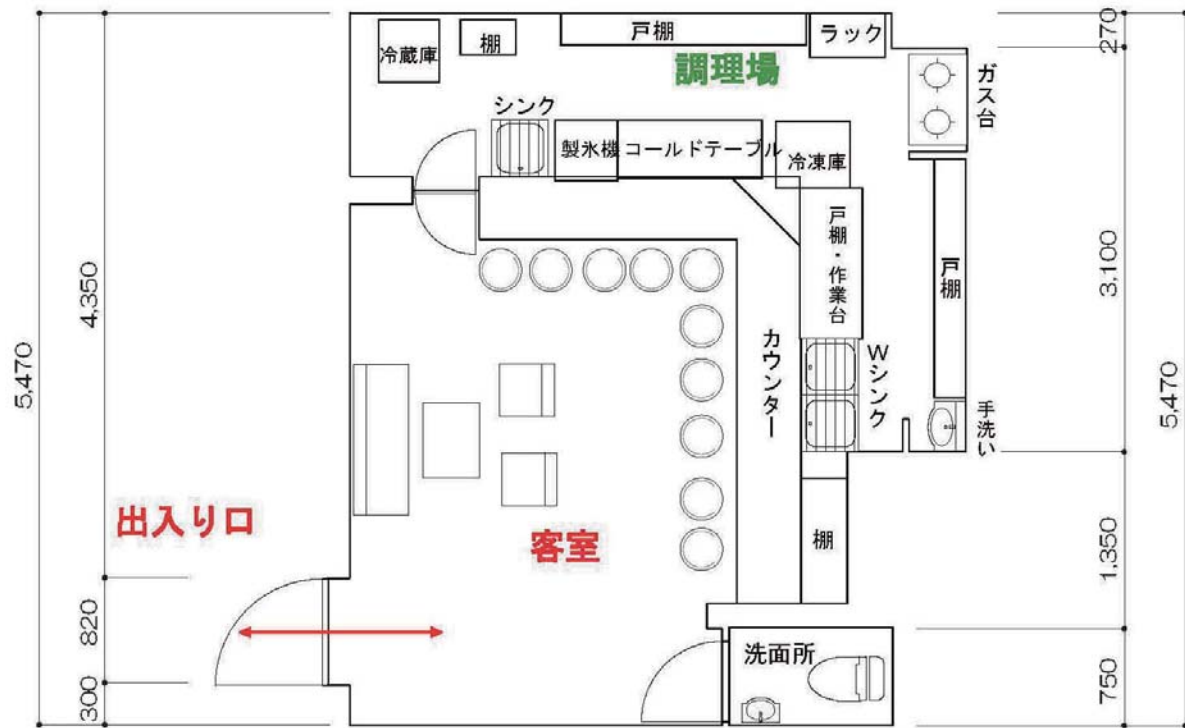 冷蔵庫
棚
戸棚
ラック
調理場
ガス台
シンク
製氷機
コールドテーブル
冷凍庫
戸棚・作業台
戸棚
カウンター
Wシンク
手洗い
棚
出入り口
客室
洗面所
5,470
4,350
820
300
270
3,100
1,350
750
5,470